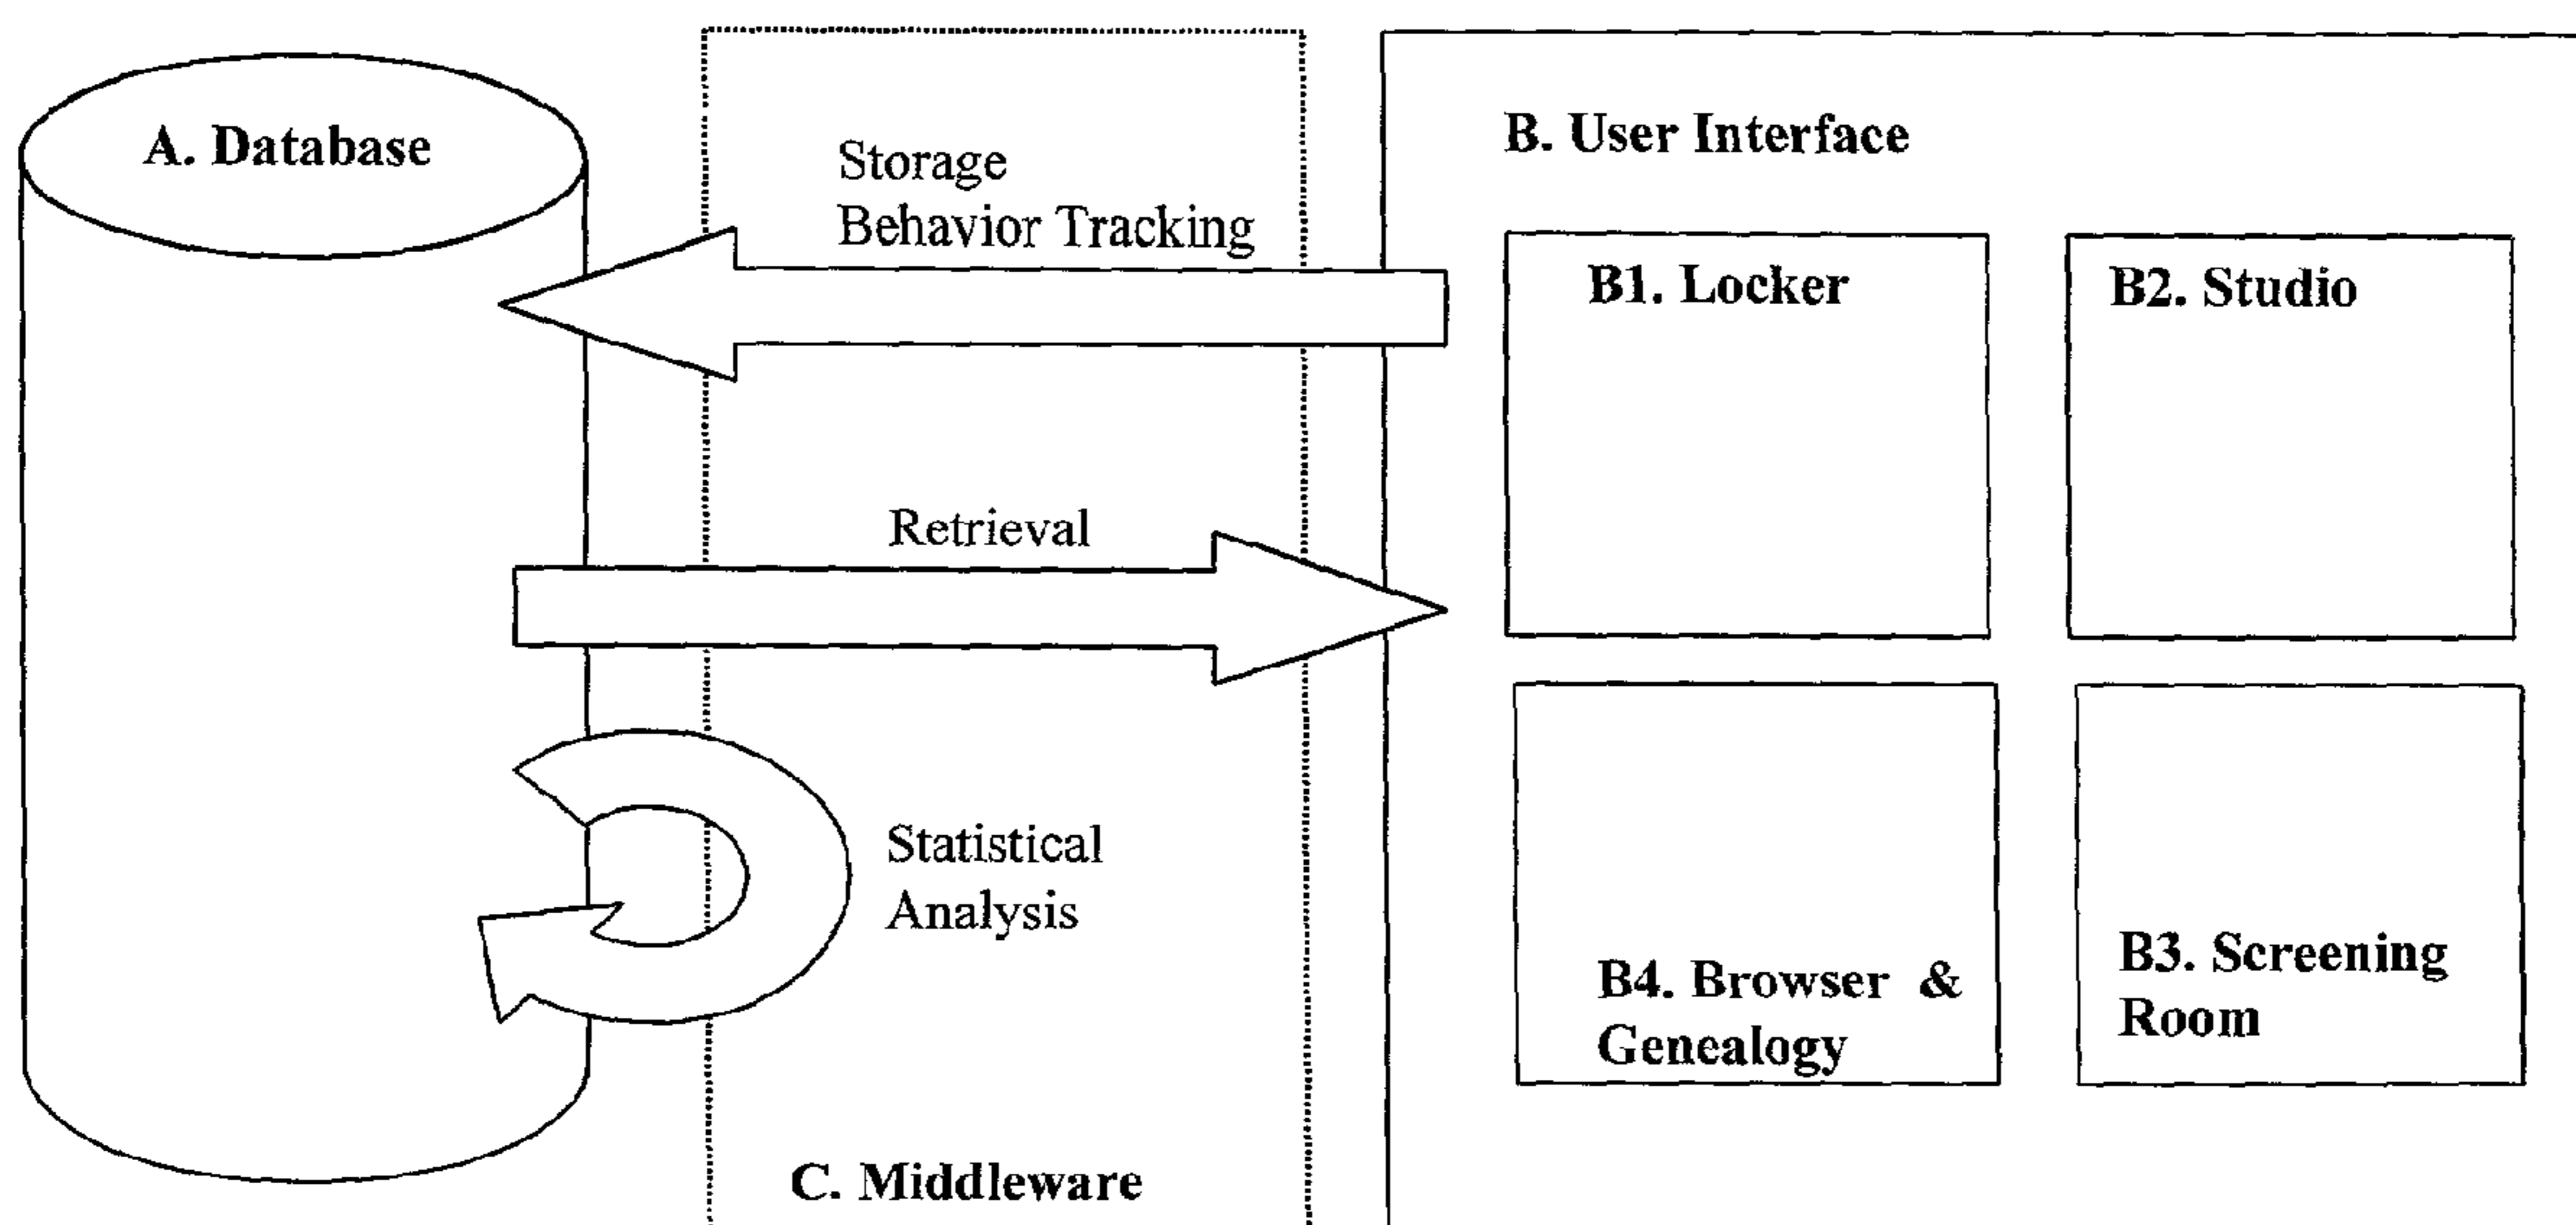 A. Database
Storage
Behavior Tracking
Retrieval
Statistical
Analysis
C. Middleware
B. User Interface
B1. Locker
B2. Studio
B4. Browser &
Genealogy
B3. Screening
Room